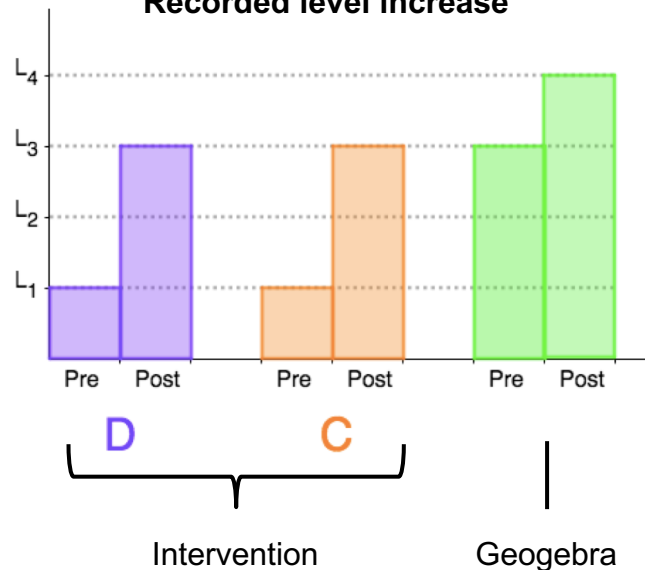 Recorded level increase
L4
L3
L2
L1
Pre Post Pre Post Pre Post
D C
Intervention Geogebra